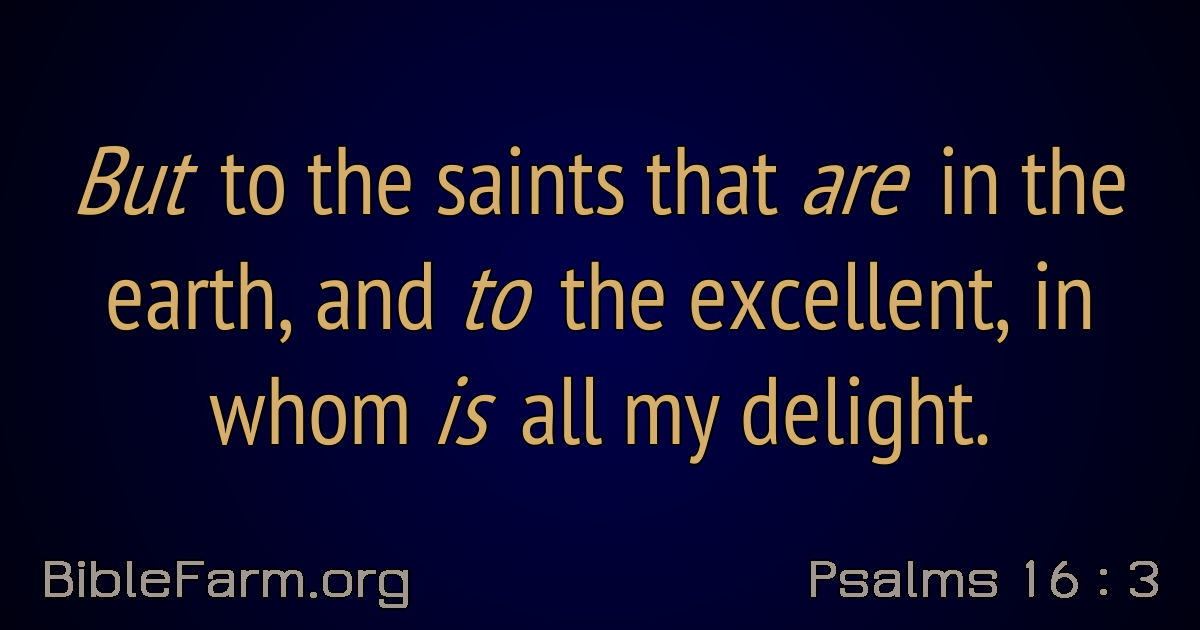 But to the saints that are in the
earth, and to the excellent, in
whom is all my delight.
BibleFarm.org
Psalms 16 : 3